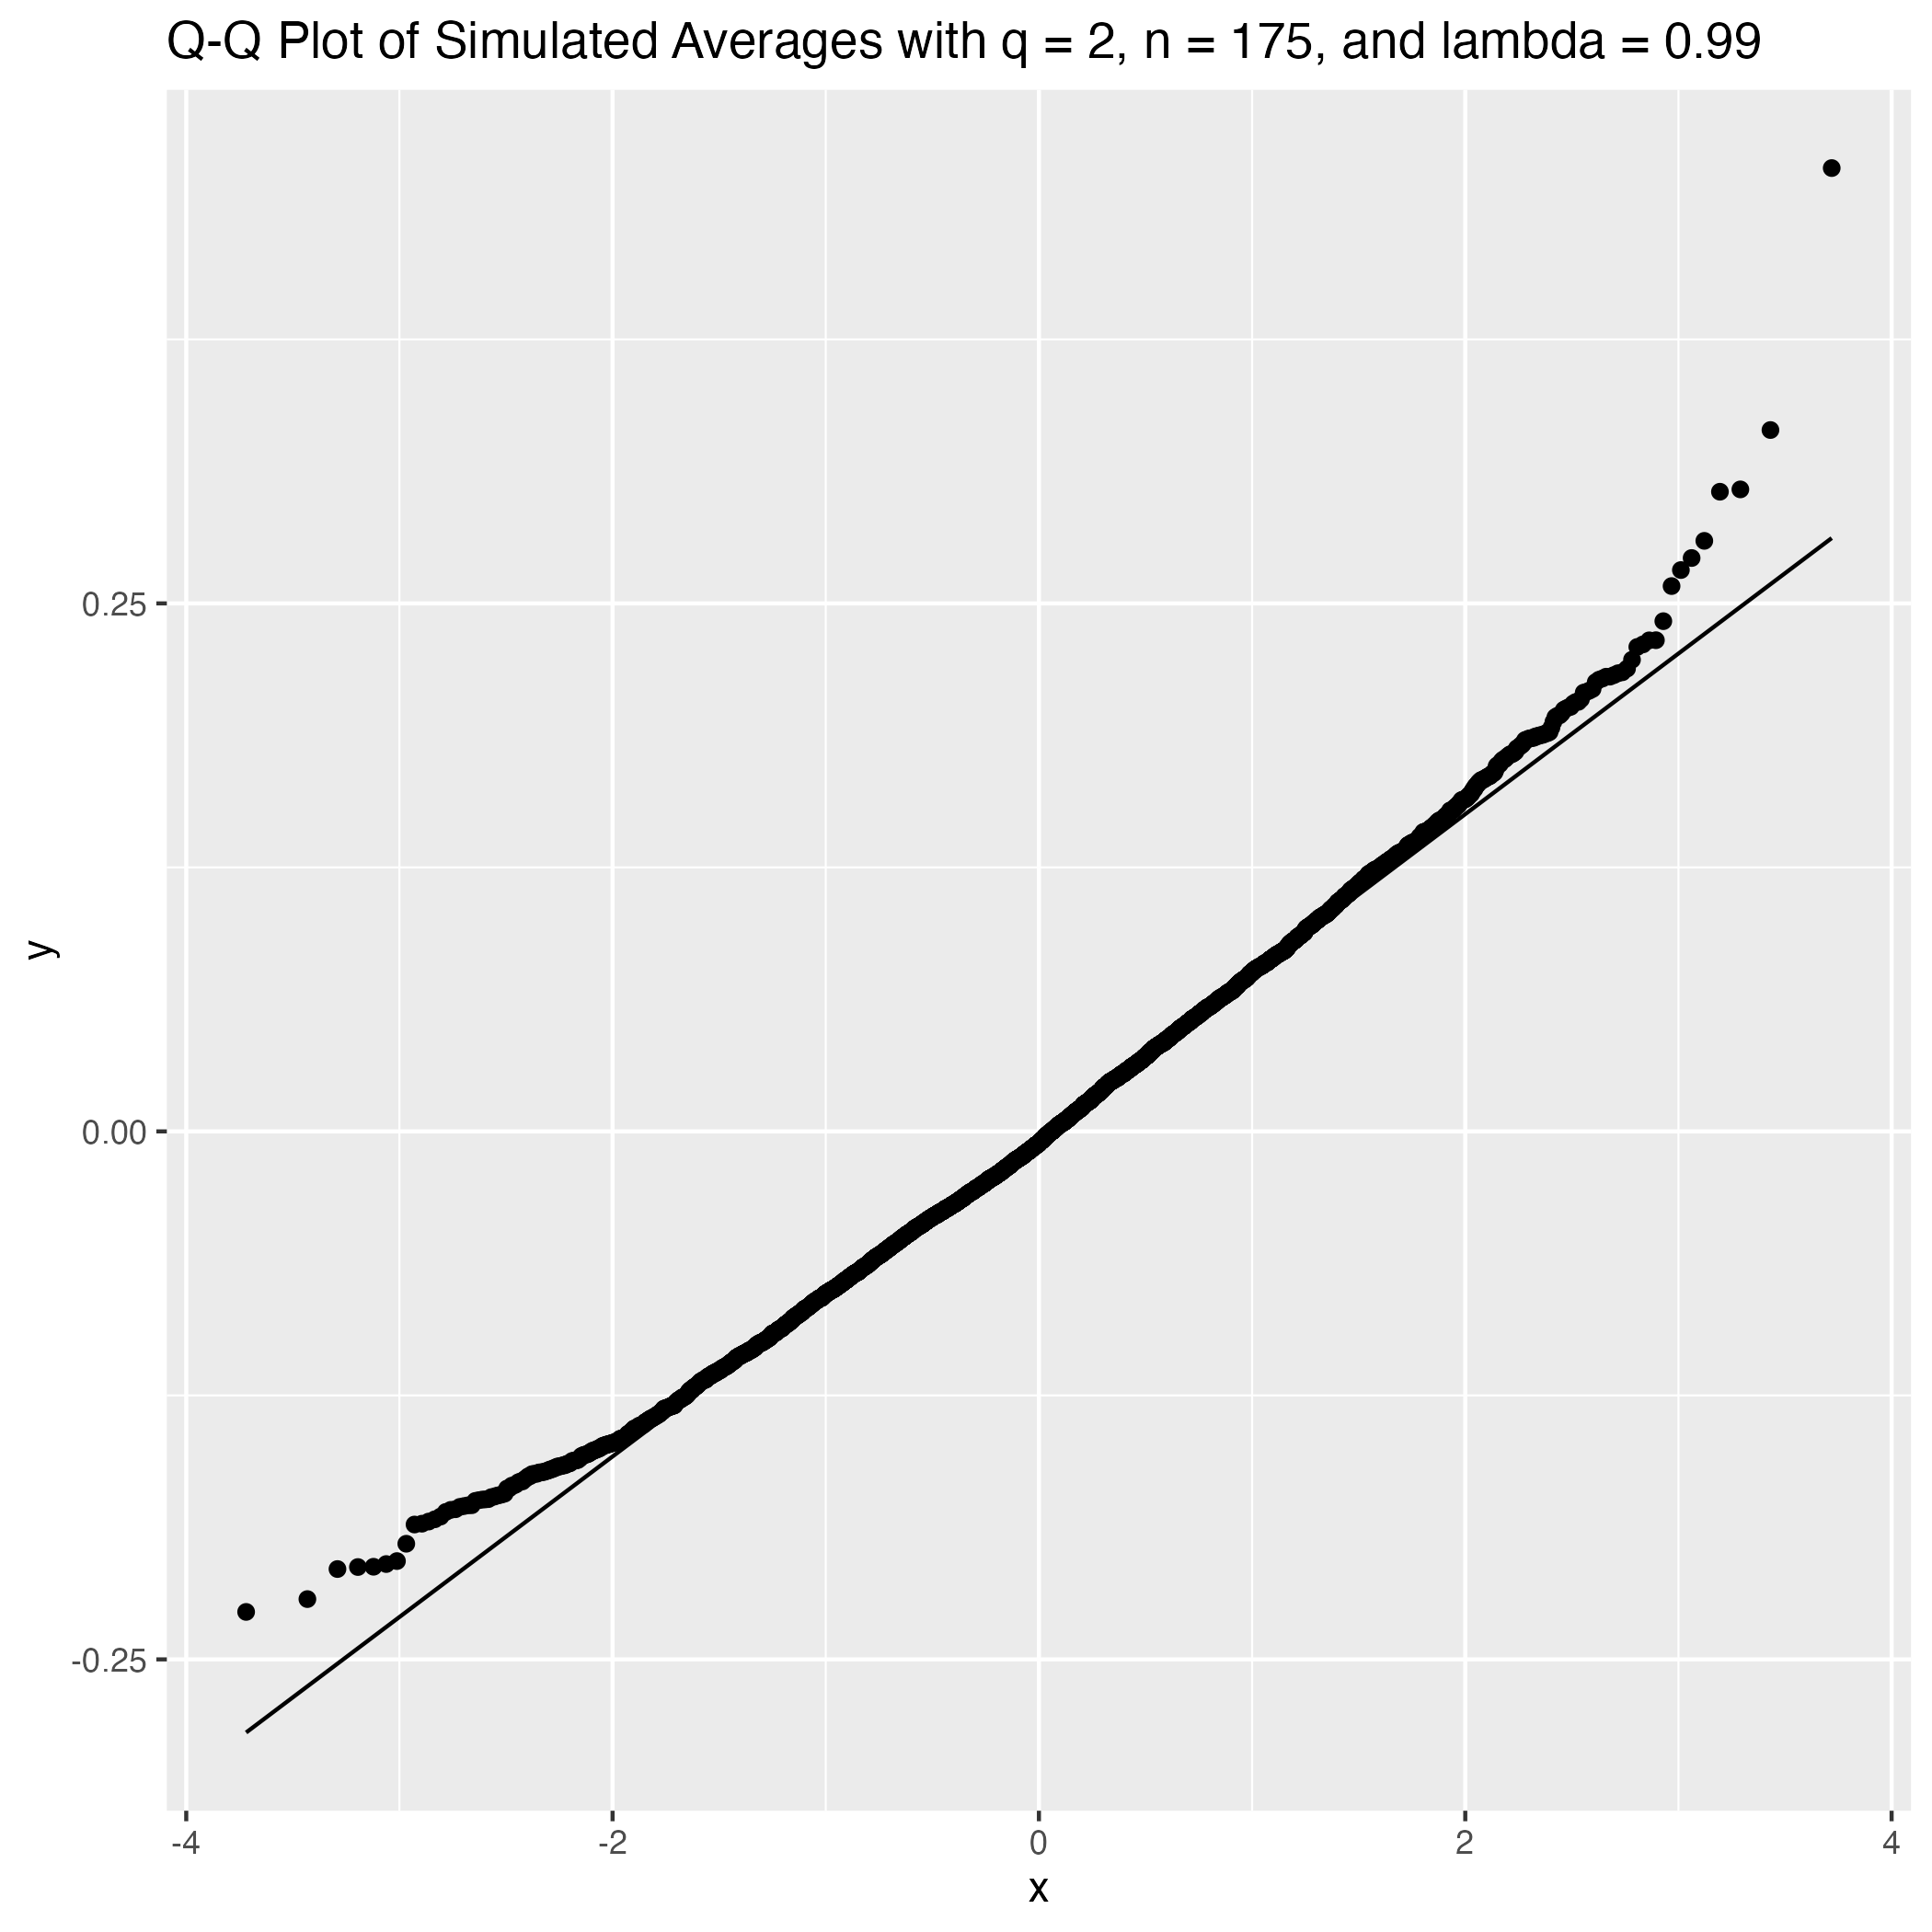 Q-Q Plot of Simulated Averages with q = 2, n = 175, and lambda = 0.99
0.25
0.00
-0.25
y
-4 -2 0 2 4
x